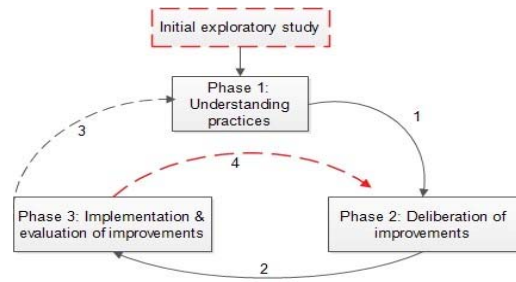 Initial exploratory study
Phase 1:
Understanding
practices
3
1
4
Phase 3: Implementation &
evaluation of improvements
Phase 2: Deliberation of
improvements
2